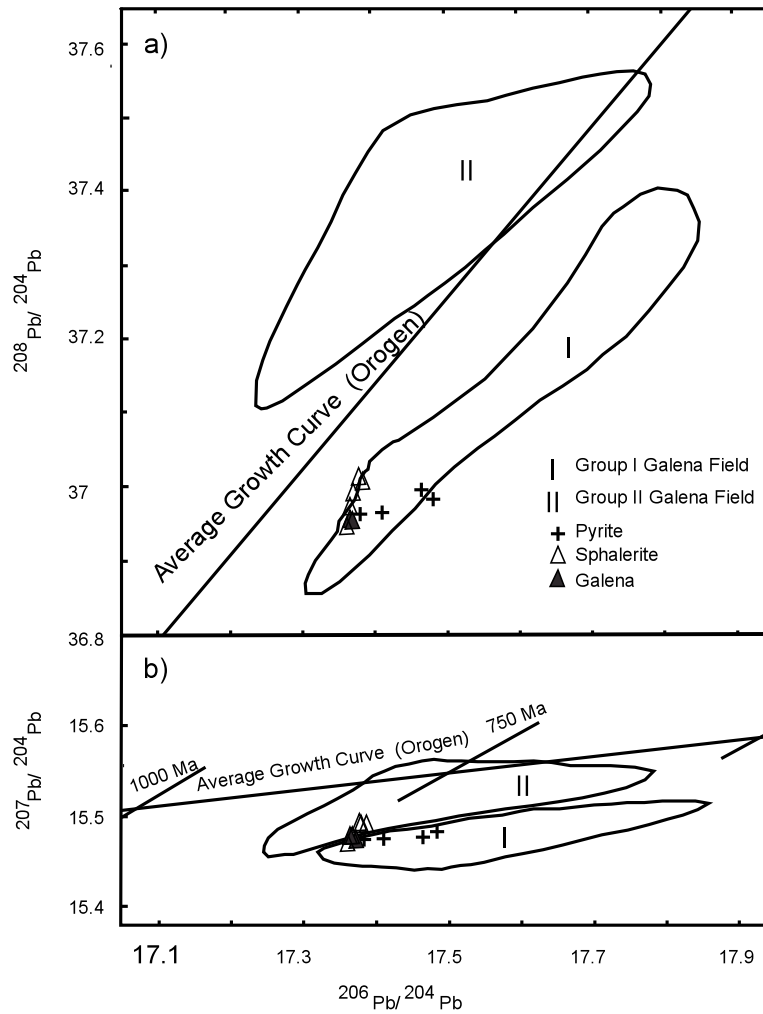 a)
37.6
37.4
37.2
37
36.8
208Pb/ 204Pb
II
I
Average Growth Curve (Orogen)
I Group I Galena Field
II Group II Galena Field
Pyrite
Sphalerite
Galena
b)
15.6
15.5
15.4
207Pb/ 204Pb
1000 Ma
Average Growth Curve (Orogen)
750 Ma
II
I
17.1 17.3 17.5 17.7 17.9
206Pb/ 204Pb